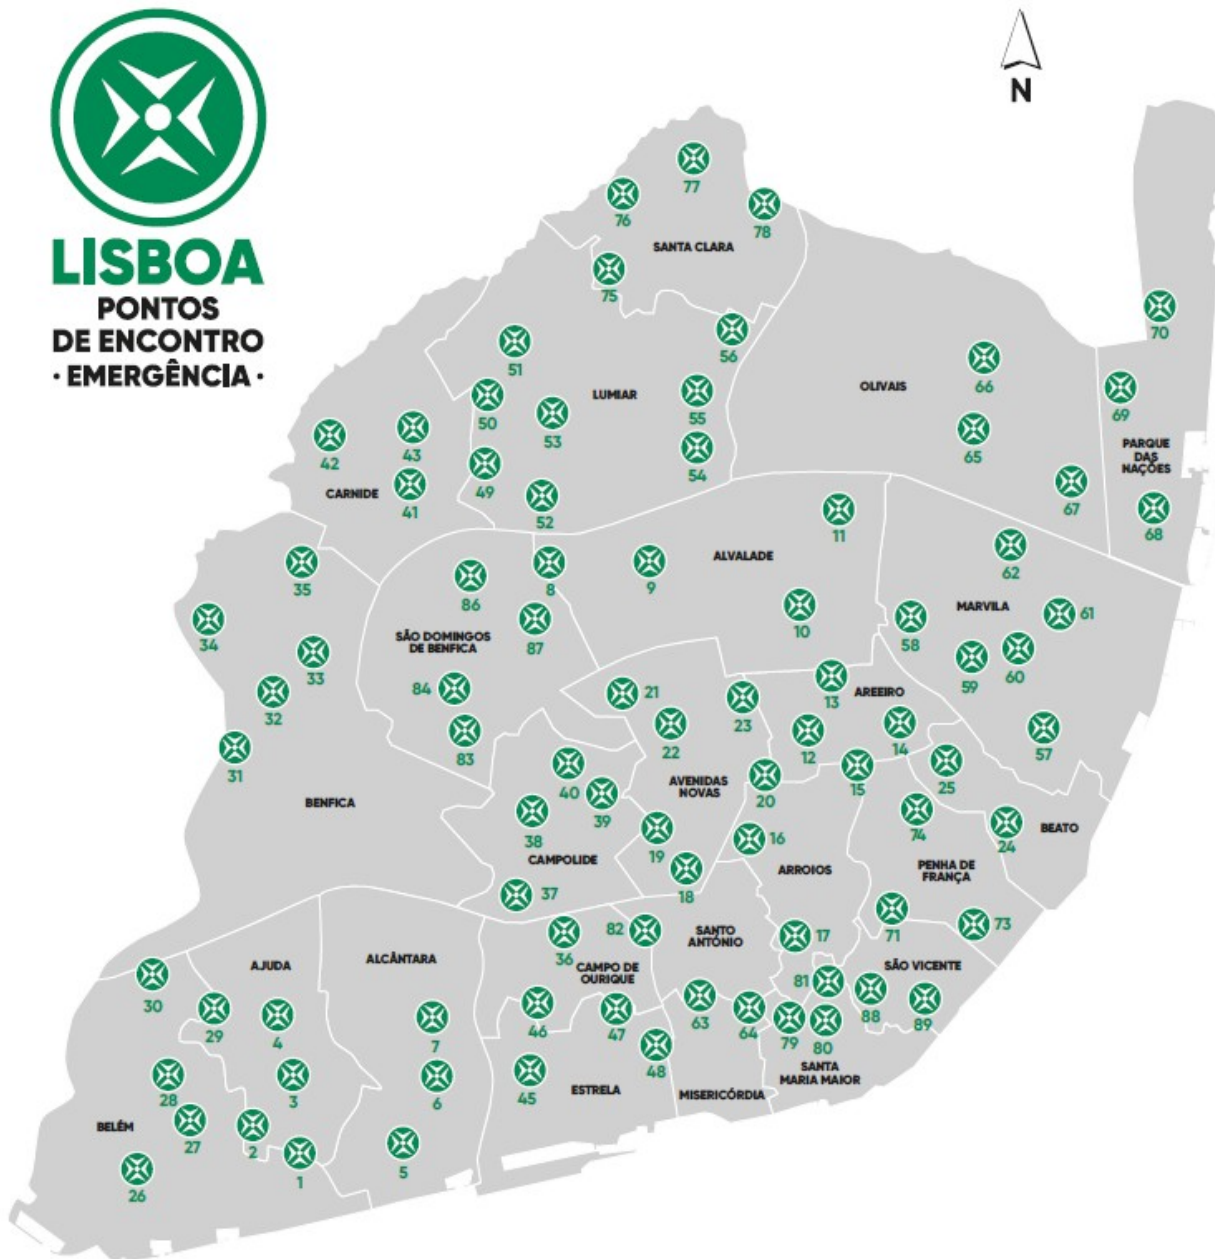 LISBOA
PONTOS
DE ENCONTRO
· EMERGÊNCIA ·
N
77
76
78
SANTA CLARA
75
70
56
51
66
OLIVAIS
69
LUMIAR
50
55
53
65
PARQUE
DAS
NAÇÕES
42
43
54
49
CARNIDE
41
67
52
68
11
35
8
9
ALVALADE
62
86
MARVILA
61
10
34
SÃO DOMINGOS
DE BENFICA
87
58
33
60
59
84
21
13
AREEIRO
32
23
83
22
12
14
57
31
AVENIDAS
NOVAS
40
20
15
25
BENFICA
39
74
38
19
16
24
BEATO
CAMPOLIDE
ARROIOS
PENHA DE
FRANÇA
37
18
82
SANTO
ANTÓNIO
17
71
73
36
ALCÂNTARA
AJUDA
CAMPO DE
OURIQUE
SÃO VICENTE
81
30
88
29
4
7
46
47
63
64
79
80
89
48
28
3
6
45
ESTRELA
MISERICÓRDIA
SANTA
MARIA MAIOR
BELÉM
27
2
1
5
26